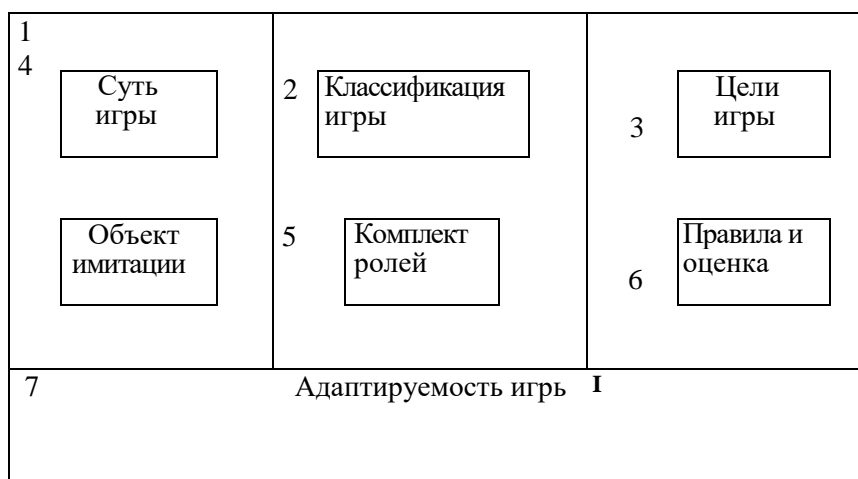 1
4
Суть
игры
2
Классификация
игры
3
Цели
игры
Объект
имитации
5
Комплект
ролей
6
Правила и
оценка
7 Адаптируемость игрь I